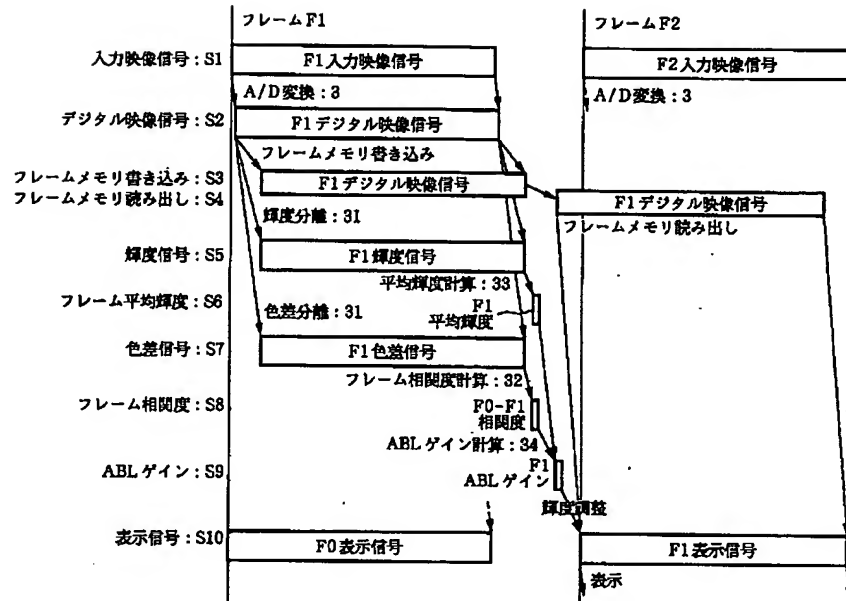 フレームF1
フレームF2
入力映像信号：S1
F1入力映像信号
F2入力映像信号
A/D変換：3
A/D変換：3
デジタル映像信号：S2
F1デジタル映像信号
フレームメモリ書き込み
フレームメモリ書き込み：S3
F1デジタル映像信号
フレームメモリ読み出し：S4
F1デジタル映像信号
フレームメモリ読み出し
輝度分離：31
輝度信号：S5
F1輝度信号
平均輝度計算：33
フレーム平均輝度：S6
F1
平均輝度
色差分離：31
色差信号：S7
F1色差信号
フレーム相関度計算：32
フレーム相関度：S8
F0-F1
相関度
ABLゲイン計算：34
ABLゲイン：S9
F1
ABLゲイン
輝度調整
表示信号：S10
F0表示信号
F1表示信号
表示